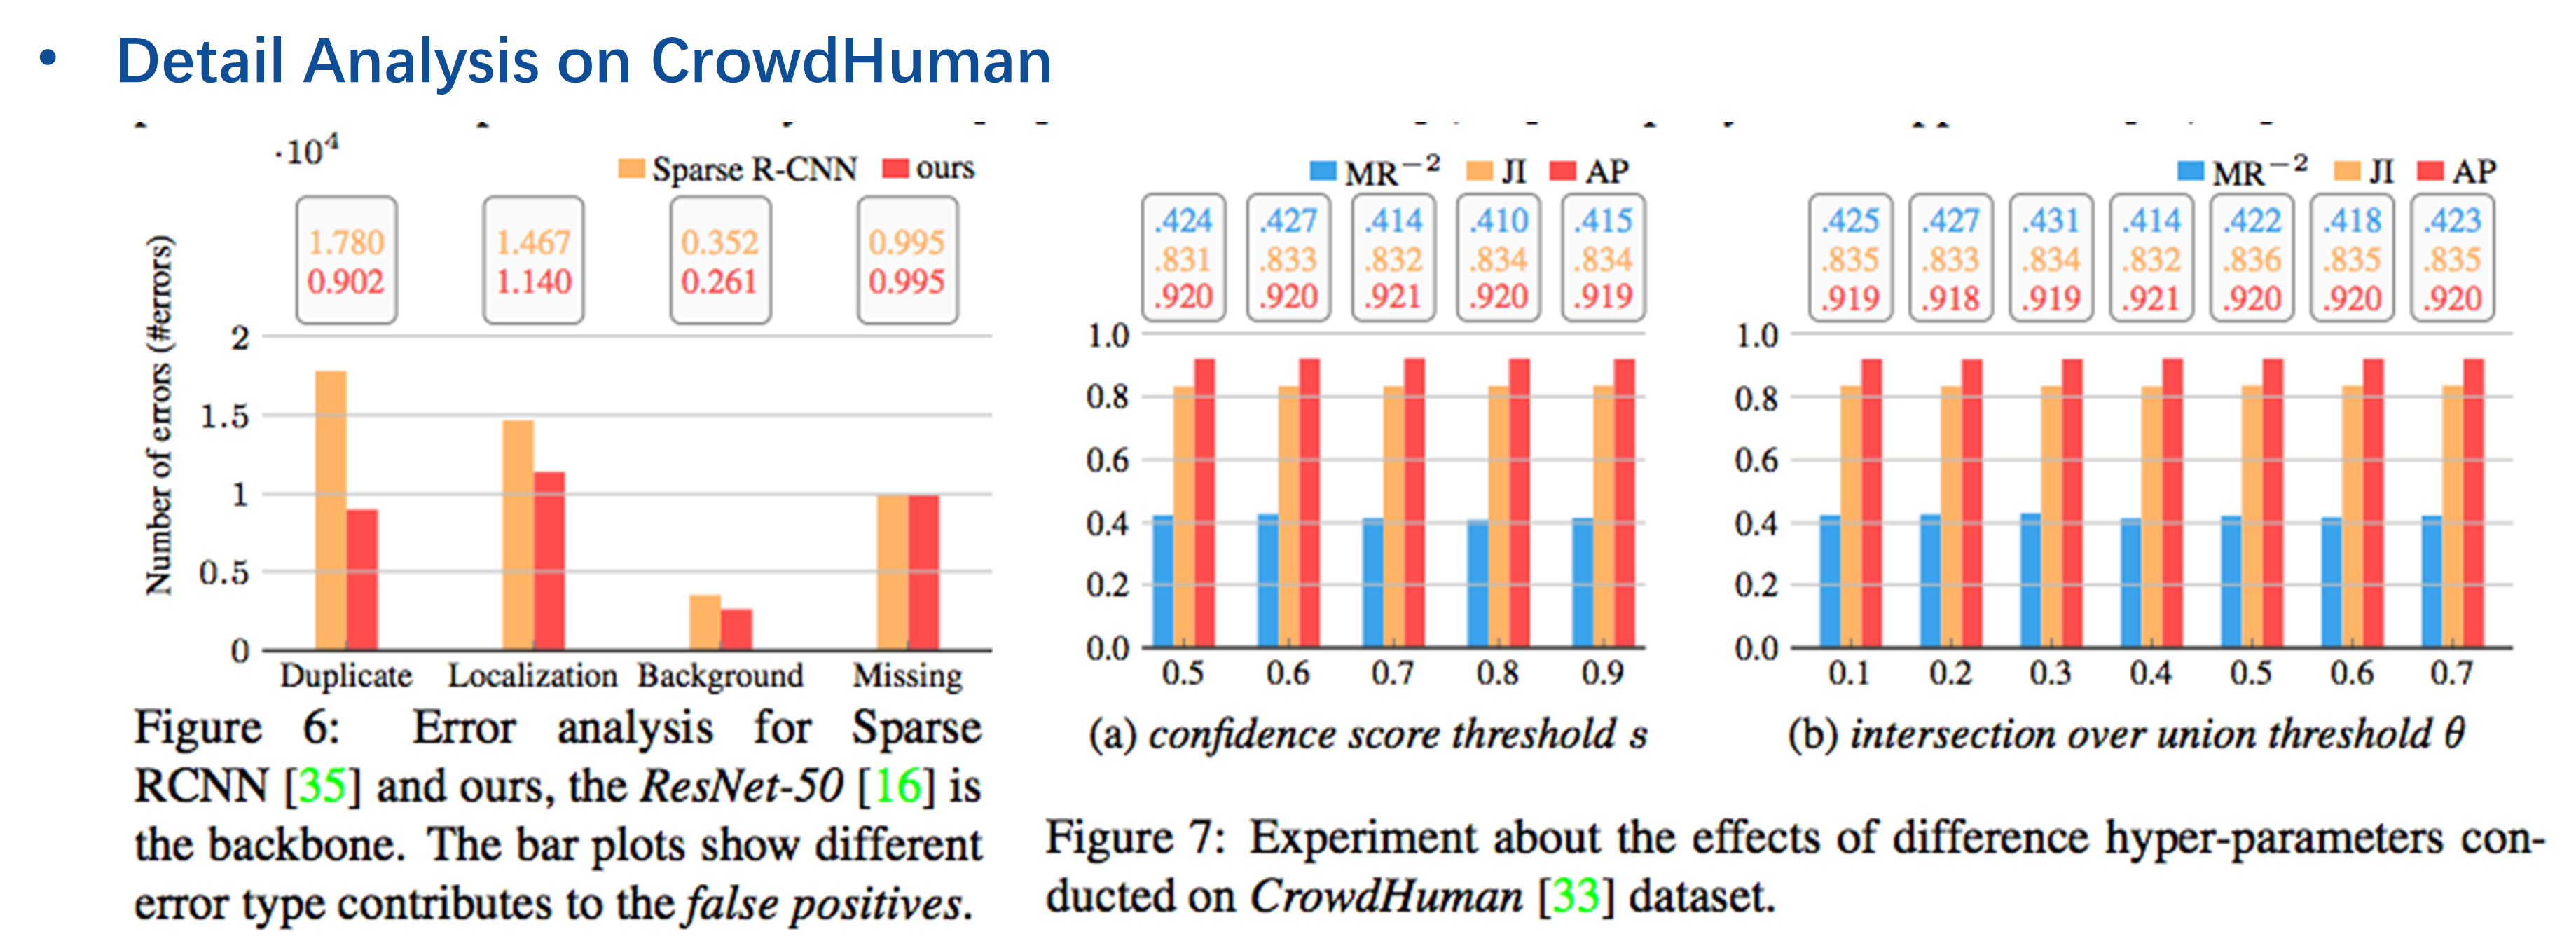 • Detail Analysis on CrowdHuman
·10⁴
Sparse R-CNN ours
1.780 1.467 0.352 0.995
0.902 1.140 0.261 0.995
Number of errors (#errors)
2
1.5
1
0.5
0
Duplicate Localization Background Missing
Figure 6: Error analysis for Sparse
RCNN [35] and ours, the ResNet-50 [16] is
the backbone. The bar plots show different
error type contributes to the false positives.
MR⁻² JI AP
.424 .427 .414 .410 .415
.831 .833 .832 .834 .834
.920 .920 .921 .920 .919
1.0
0.8
0.6
0.4
0.2
0.0
0.5 0.6 0.7 0.8 0.9
(a) confidence score threshold s
MR⁻² JI AP
.425 .427 .431 .414 .422 .418 .423
.835 .833 .834 .832 .836 .835 .835
.919 .918 .919 .921 .920 .920 .920
1.0
0.8
0.6
0.4
0.2
0.0
0.1 0.2 0.3 0.4 0.5 0.6 0.7
(b) intersection over union threshold θ
Figure 7: Experiment about the effects of difference hyper-parameters con-
ducted on CrowdHuman [33] dataset.